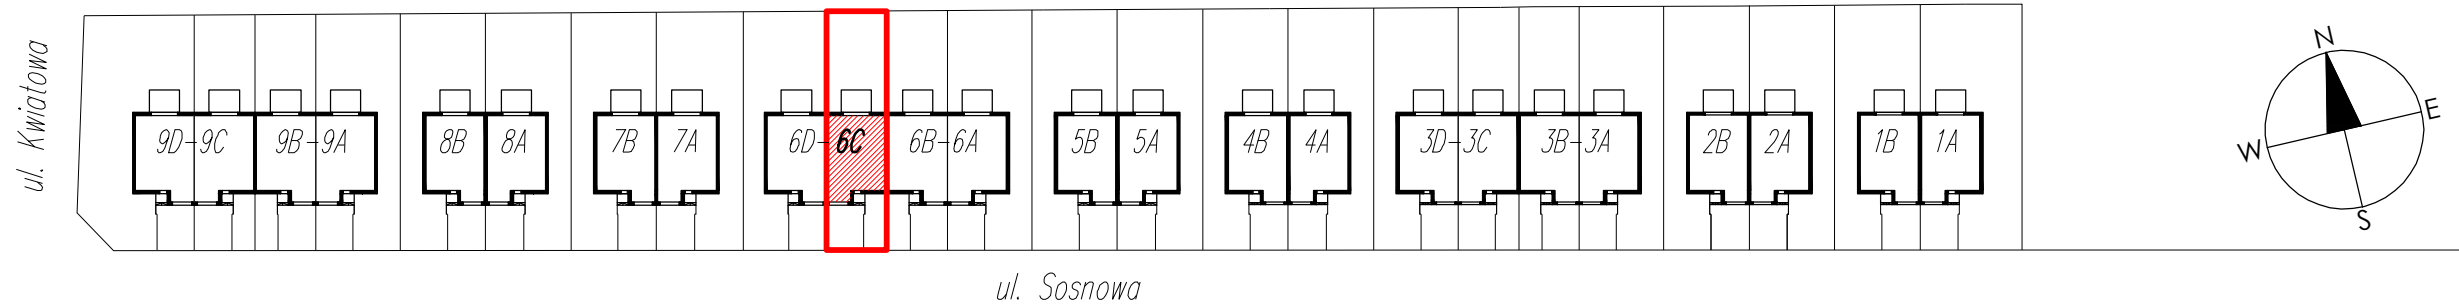 ul. Kwiatowa
9D-9C 9B-9A 8B 8A 7B 7A 6D-6C 6B-6A 5B 5A 4B 4A 3D-3C 3B-3A 2B 2A 1B 1A
N
E
W
S
ul. Sosnowa